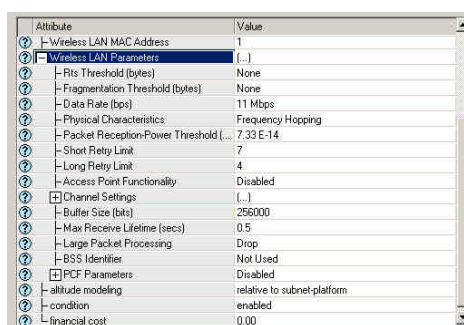 Attribute Value
Wireless LAN MAC Address 1
Wireless LAN Parameters (...)
Rts Threshold (bytes) None
Fragmentation Threshold (bytes) None
Data Rate (bps) 11 Mbps
Physical Characteristics Frequency Hopping
Packet Reception-Power Threshold (... 7.33 E-14
Short Retry Limit 7
Long Retry Limit 4
Access Point Functionality Disabled
Channel Settings (...)
Buffer Size (bits) 256000
Max Receive Lifetime (secs) 0.5
Large Packet Processing Drop
BSS Identifier Not Used
PCF Parameters Disabled
altitude modeling relative to subnet-platform
condition enabled
financial cost 0.00